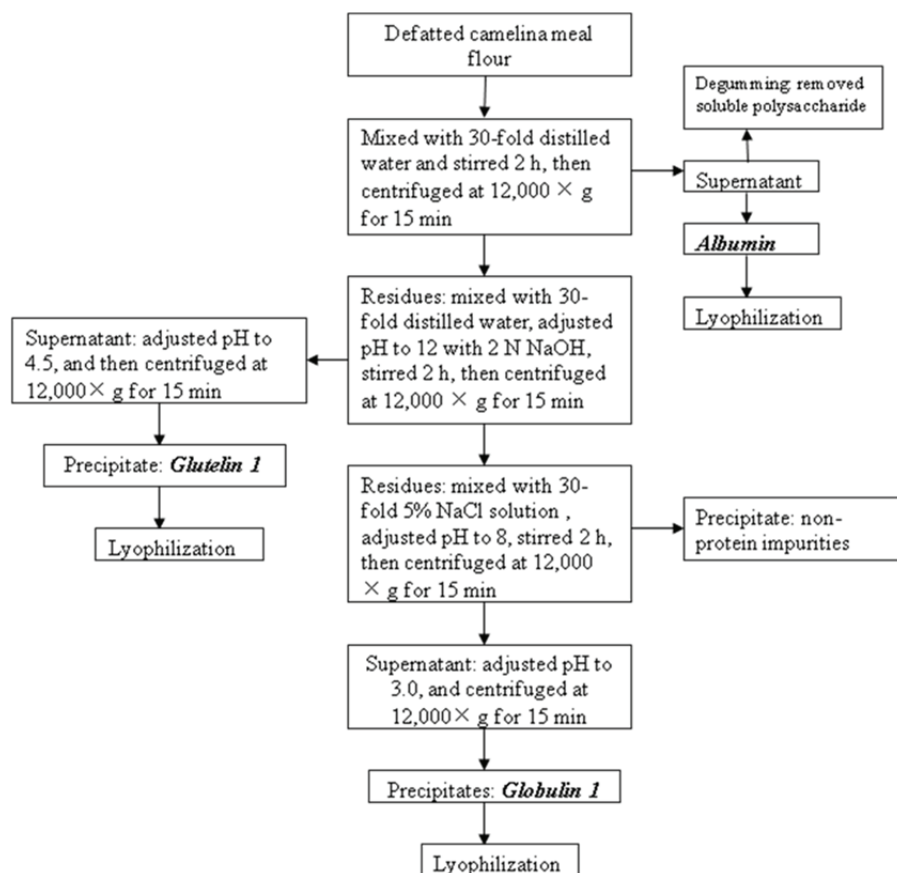 Defatted camelina meal
flour
Degumming: removed
soluble polysaccharide
Mixed with 30-fold distilled
water and stirred 2 h, then
centrifuged at 12,000 × g
for 15 min
Supernatant
Albumin
Lyophilization
Residues: mixed with 30-
fold distilled water, adjusted
pH to 12 with 2 N NaOH,
stirred 2 h, then centrifuged
at 12,000 × g for 15 min
Supernatant: adjusted pH to
4.5, and then centrifuged at
12,000× g for 15 min
Precipitate: Glutelin 1
Lyophilization
Residues: mixed with 30-
fold 5% NaCl solution ,
adjusted pH to 8, stirred 2 h,
then centrifuged at 12,000
× g for 15 min
Precipitate: non-
protein impurities
Supernatant: adjusted pH to
3.0, and centrifuged at
12,000× g for 15 min
Precipitates: Globulin 1
Lyophilization